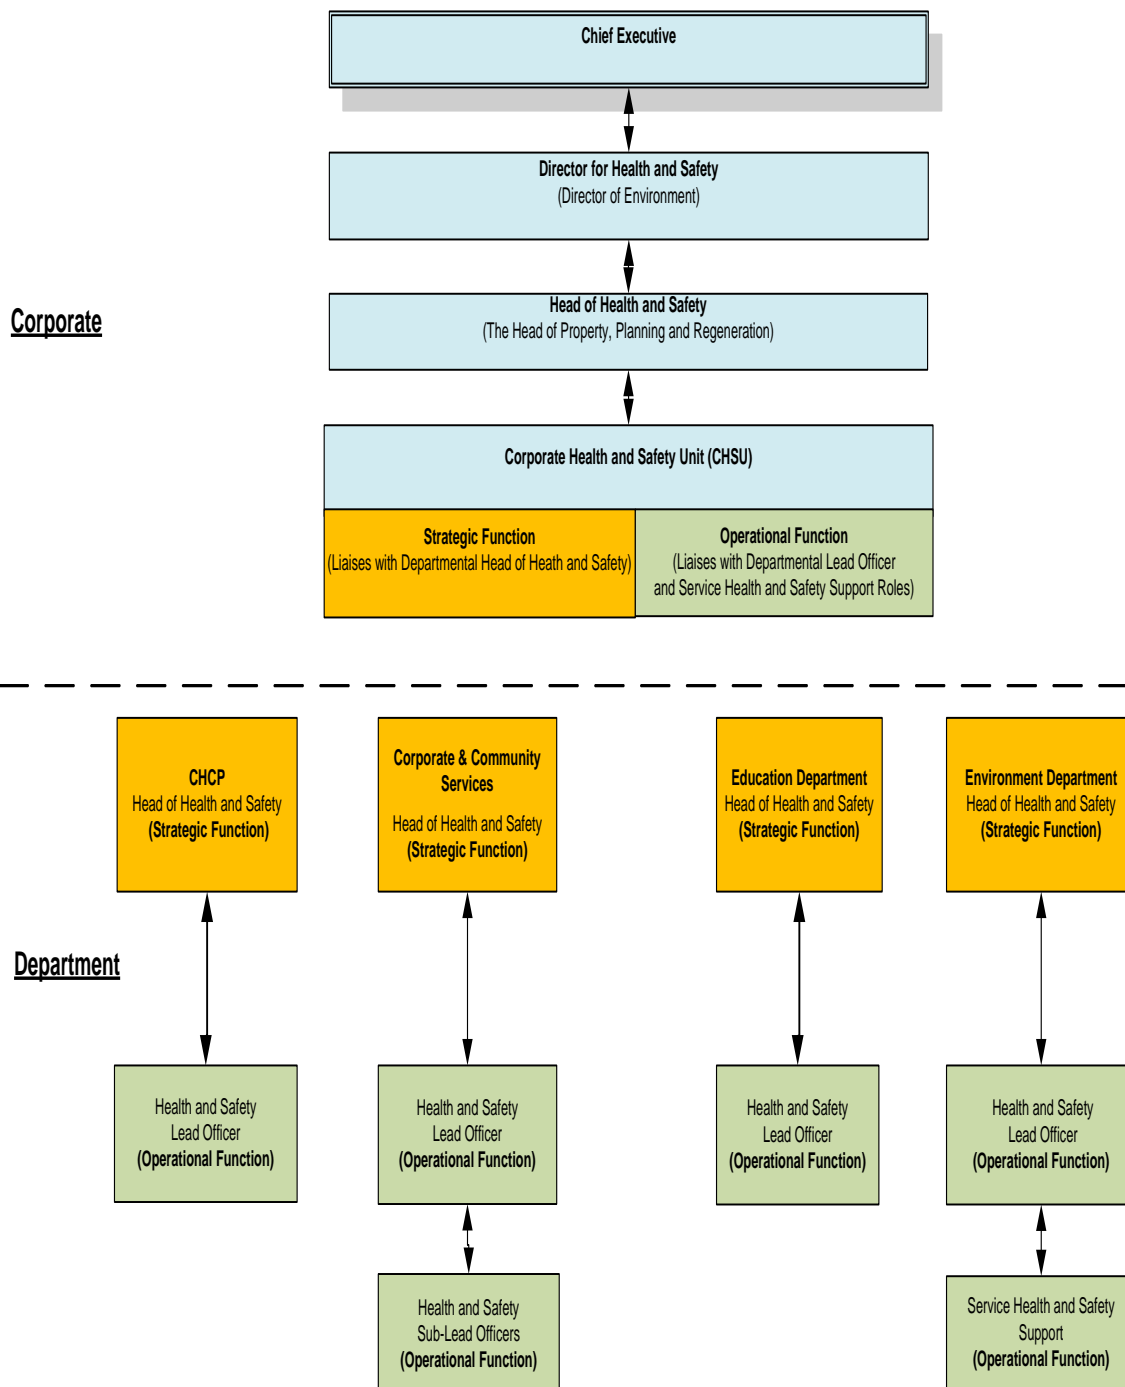 Chief Executive
Director for Health and Safety
(Director of Environment)
Corporate
Head of Health and Safety
(The Head of Property, Planning and Regeneration)
Corporate Health and Safety Unit (CHSU)
Strategic Function
(Liaises with Departmental Head of Heath and Safety)
Operational Function
(Liaises with Departmental Lead Officer
and Service Health and Safety Support Roles)
CHCP
Head of Health and Safety
(Strategic Function)
Corporate & Community
Services
Head of Health and Safety
(Strategic Function)
Education Department
Head of Health and Safety
(Strategic Function)
Environment Department
Head of Health and Safety
(Strategic Function)
Department
Health and Safety
Lead Officer
(Operational Function)
Health and Safety
Lead Officer
(Operational Function)
Health and Safety
Lead Officer
(Operational Function)
Health and Safety
Lead Officer
(Operational Function)
Health and Safety
Sub-Lead Officers
(Operational Function)
Service Health and Safety
Support
(Operational Function)